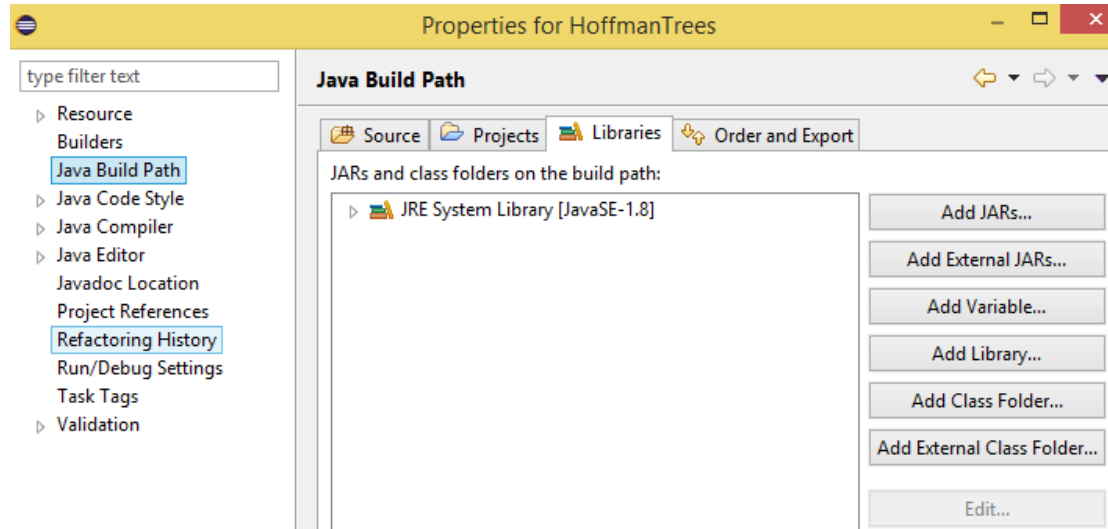 Properties for HoffmanTrees
type filter text
Resource
Builders
Java Build Path
Java Code Style
Java Compiler
Java Editor
Javadoc Location
Project References
Refactoring History
Run/Debug Settings
Task Tags
Validation
Java Build Path
Source Projects Libraries Order and Export
JARs and class folders on the build path:
JRE System Library [JavaSE-1.8]
Add JARs...
Add External JARs...
Add Variable...
Add Library...
Add Class Folder...
Add External Class Folder...
Edit...